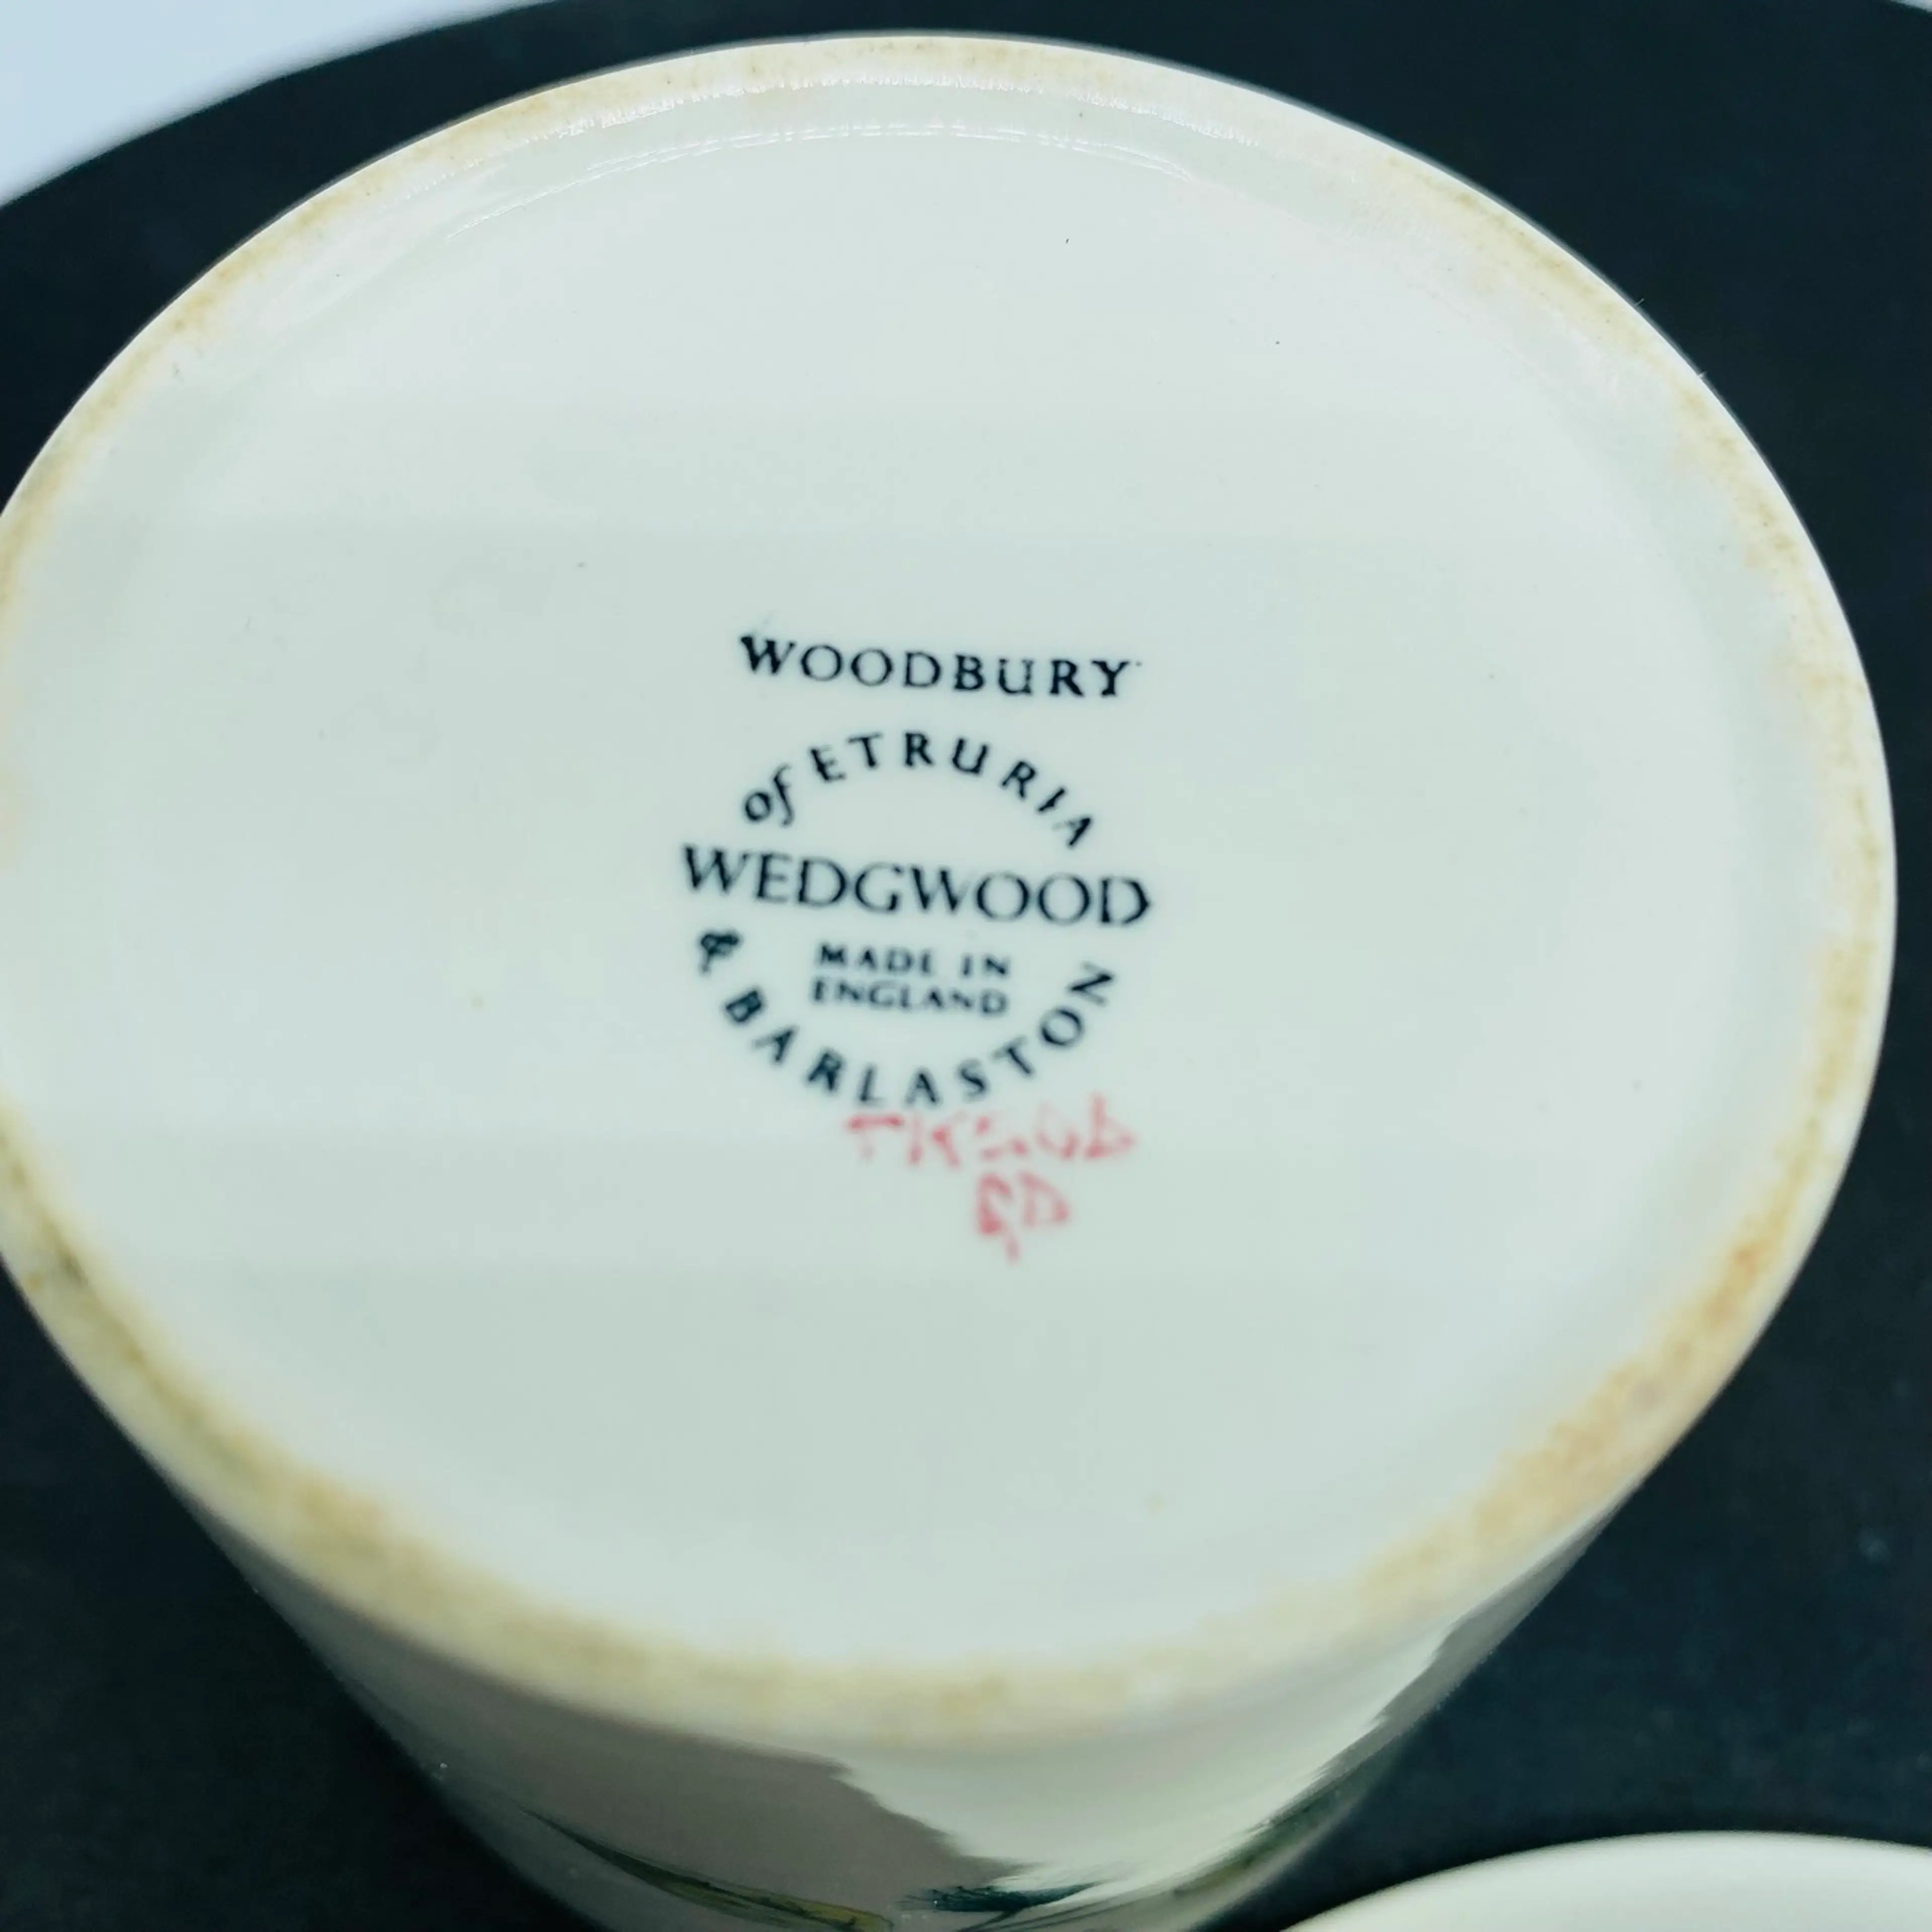 WOODBURY
of ETRURIA
WEDGWOOD
MADE IN
ENGLAND
& BARLASTON